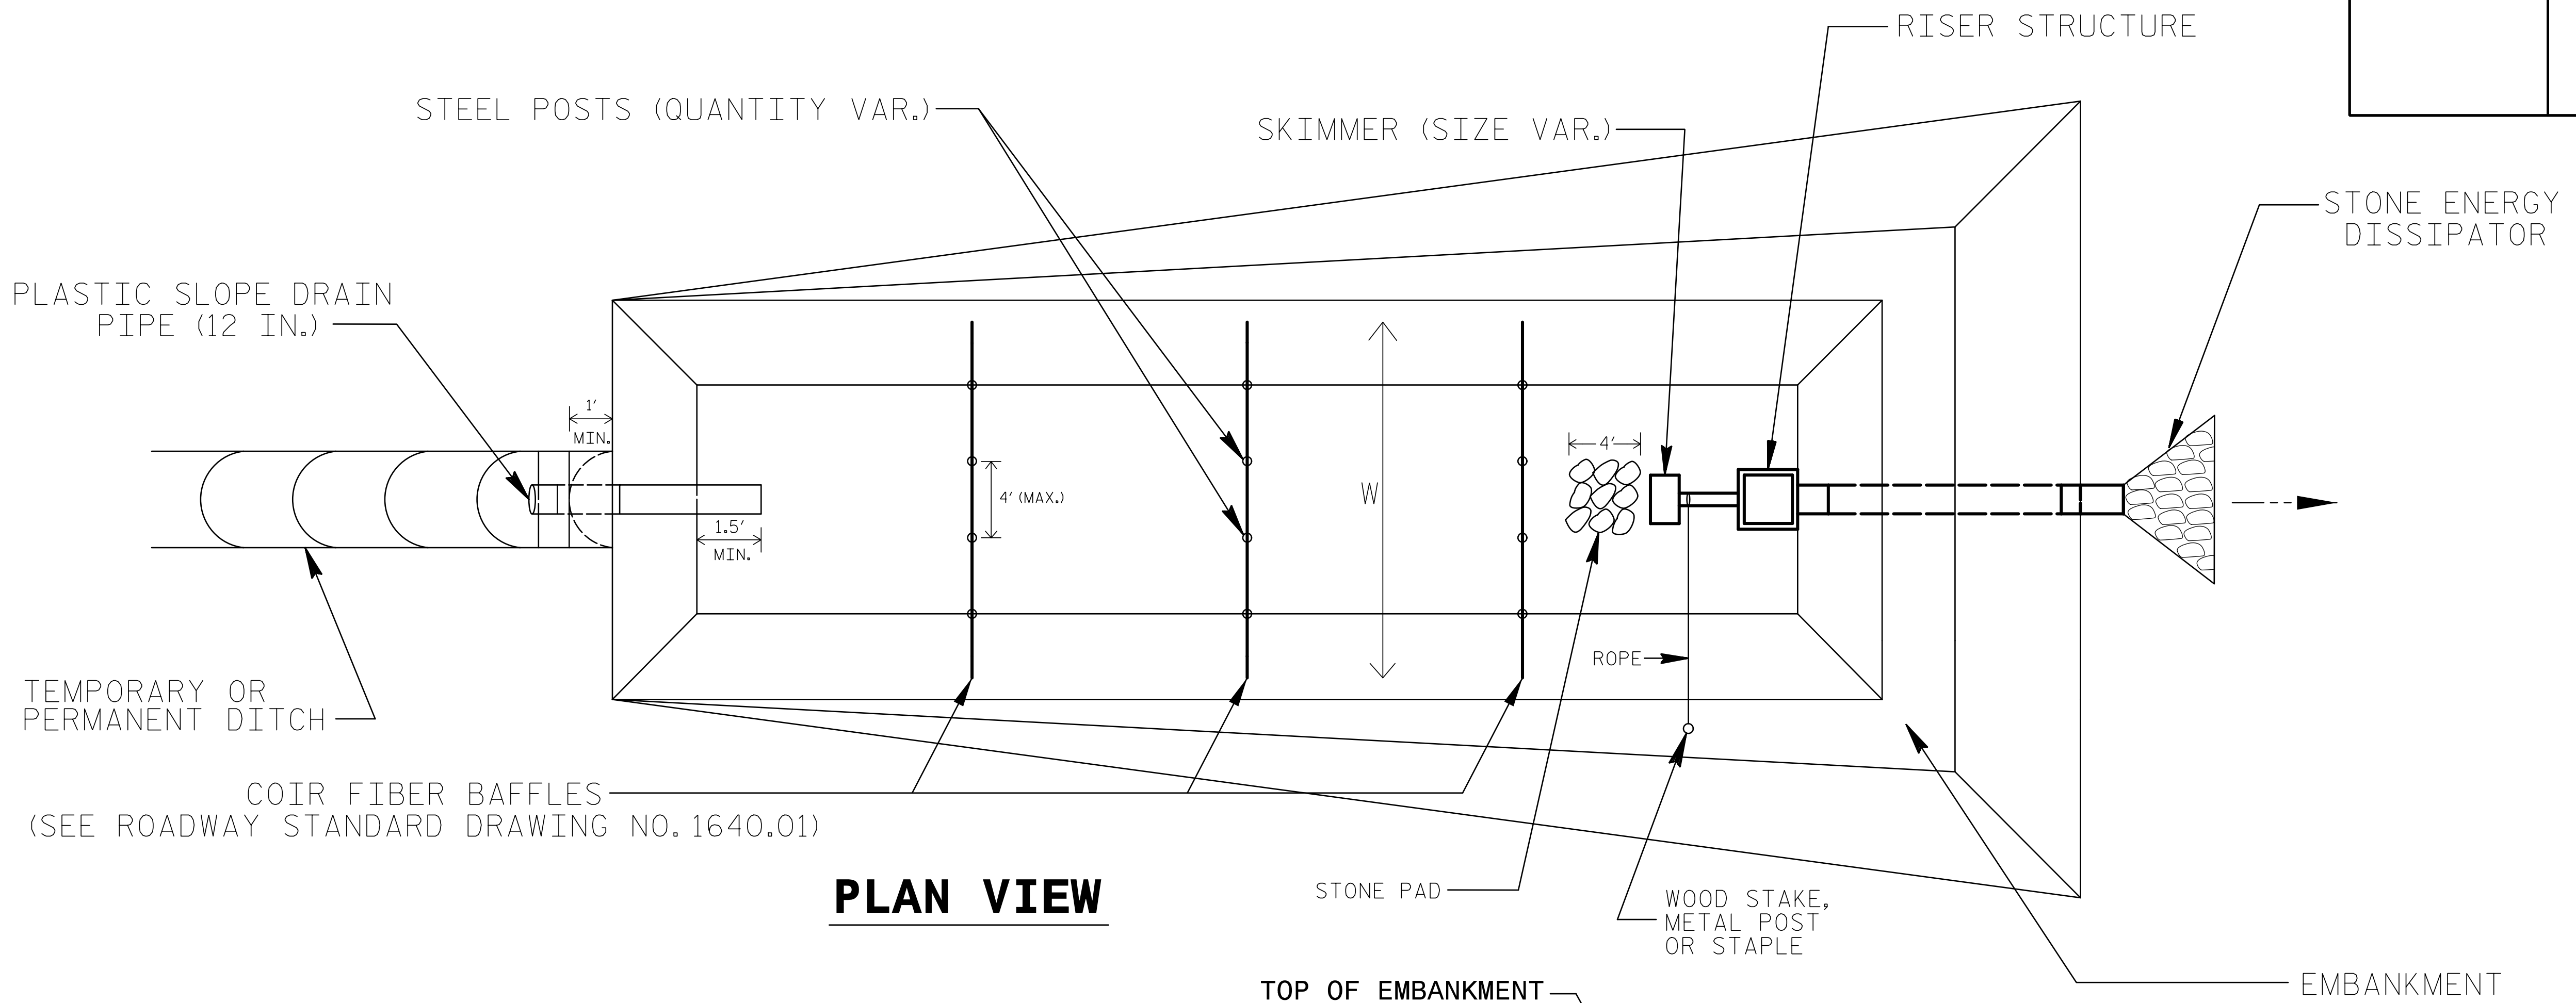 RISER STRUCTURE
STEEL POSTS (QUANTITY VAR.)
SKIMMER (SIZE VAR.)
STONE ENERGY
DISSIPATOR
PLASTIC SLOPE DRAIN
PIPE (12 IN.)
1'
MIN.
4'
4' (MAX.)
W
1.5'
MIN.
ROPE
TEMPORARY OR
PERMANENT DITCH
COIR FIBER BAFFLES
(SEE ROADWAY STANDARD DRAWING NO. 1640.01)
PLAN VIEW
STONE PAD
WOOD STAKE,
METAL POST
OR STAPLE
EMBANKMENT
TOP OF EMBANKMENT